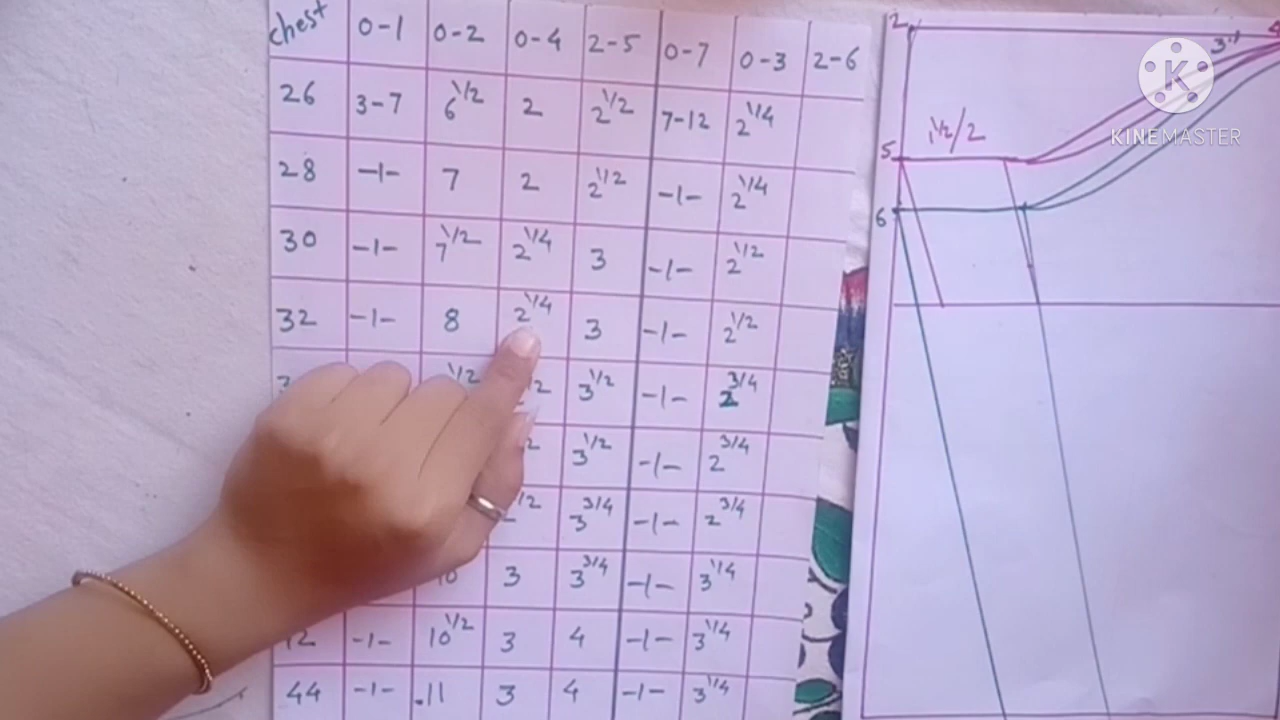 chest 0-1 0-2 0-4 2-5 0-7 0-3 2-6
26 3-7 6 1/2 2 2 1/2 7-12 2 1/4
28 -1- 7 2 2 1/2 -1- 2 1/4
30 -1- 7 1/2 2 1/4 3 -1- 2 1/2
32 -1- 8 2 1/4 3 -1- 2 1/2
1/2 3 1/2 -1- 2 3/4
3 1/2 -1- 2 3/4
3 3/4 -1- 2 3/4
10 3 3 3/4 -1- 3 1/4
-1- 10 1/2 3 4 -1- 3 1/4
44 -1- 11 3 4 -1- 3 1/4
2
1 1/2/2
5
6
KINEMASTER